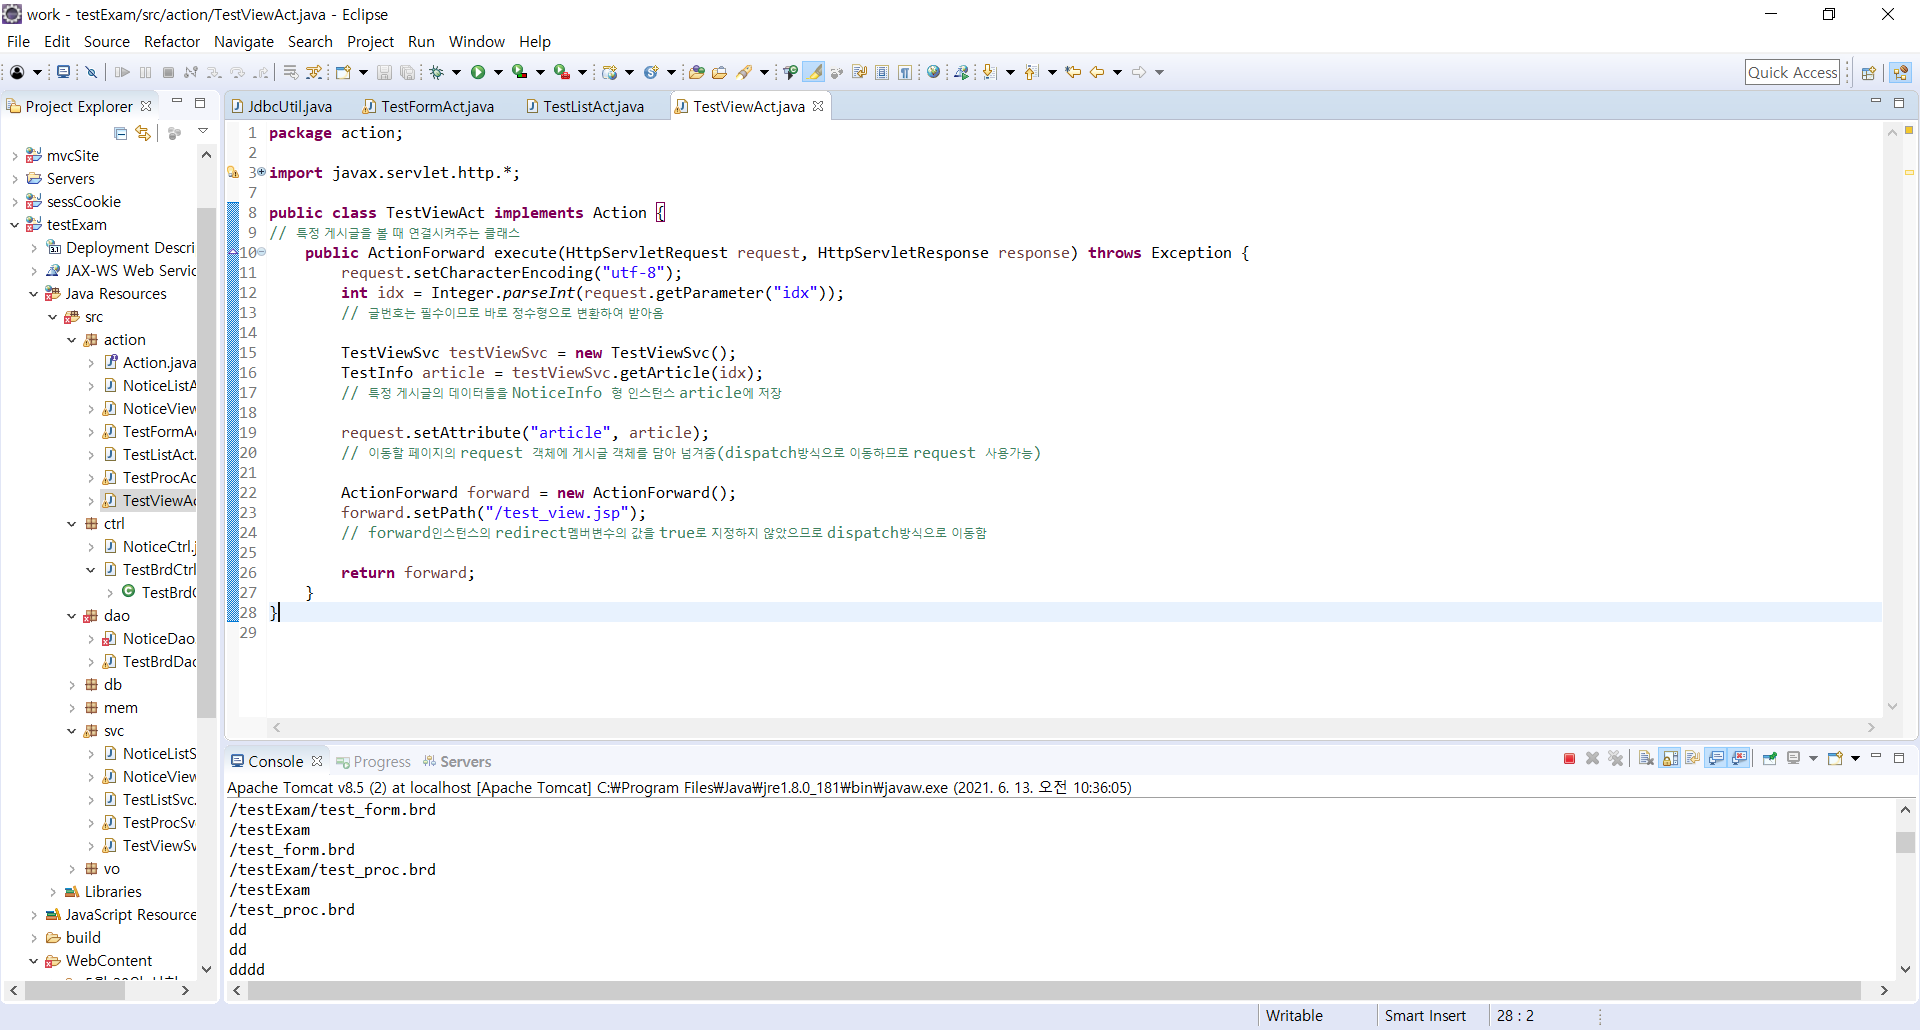 work - testExam/src/action/TestViewAct.java - Eclipse
File Edit Source Refactor Navigate Search Project Run Window Help
Quick Access
Project Explorer
mvcSite
Servers
sessCookie
testExam
Deployment Descri
JAX-WS Web Servic
Java Resources
src
action
Action.java
NoticeListA
NoticeView
TestFormA
TestListAct.
TestProcAc
TestViewAc
ctrl
NoticeCtrl.j
TestBrdCtrl
TestBrdC
dao
NoticeDao
TestBrdDac
db
mem
svc
NoticeListS
NoticeView
TestListSvc.
TestProcSv
TestViewSv
vo
Libraries
JavaScript Resource
build
WebContent
JdbcUtil.java TestFormAct.java TestListAct.java TestViewAct.java
1 package action;
2
3 import javax.servlet.http.*;
7
8 public class TestViewAct implements Action {
9 // 특정 게시글을 볼 때 연결시켜주는 클래스
10 public ActionForward execute(HttpServletRequest request, HttpServletResponse response) throws Exception {
11 request.setCharacterEncoding("utf-8");
12 int idx = Integer.parseInt(request.getParameter("idx"));
13 // 글번호는 필수이므로 바로 정수형으로 변환하여 받아옴
14
15 TestViewSvc testViewSvc = new TestViewSvc();
16 TestInfo article = testViewSvc.getArticle(idx);
17 // 특정 게시글의 데이터들을 NoticeInfo 형 인스턴스 article에 저장
18
19 request.setAttribute("article", article);
20 // 이동할 페이지의 request 객체에 게시글 객체를 담아 넘겨줌(dispatch방식으로 이동하므로 request 사용가능)
21
22 ActionForward forward = new ActionForward();
23 forward.setPath("/test_view.jsp");
24 // forward인스턴스의 redirect멤버변수의 값을 true로 지정하지 않았으므로 dispatch방식으로 이동함
25
26 return forward;
27 }
28 }
29
Console Progress Servers
Apache Tomcat v8.5 (2) at localhost [Apache Tomcat] C:₩Program Files₩Java₩jre1.8.0_181₩bin₩javaw.exe (2021. 6. 13. 오전 10:36:05)
/testExam/test_form.brd
/testExam
/test_form.brd
/testExam/test_proc.brd
/testExam
/test_proc.brd
dd
dd
dddd
Writable Smart Insert 28 : 2